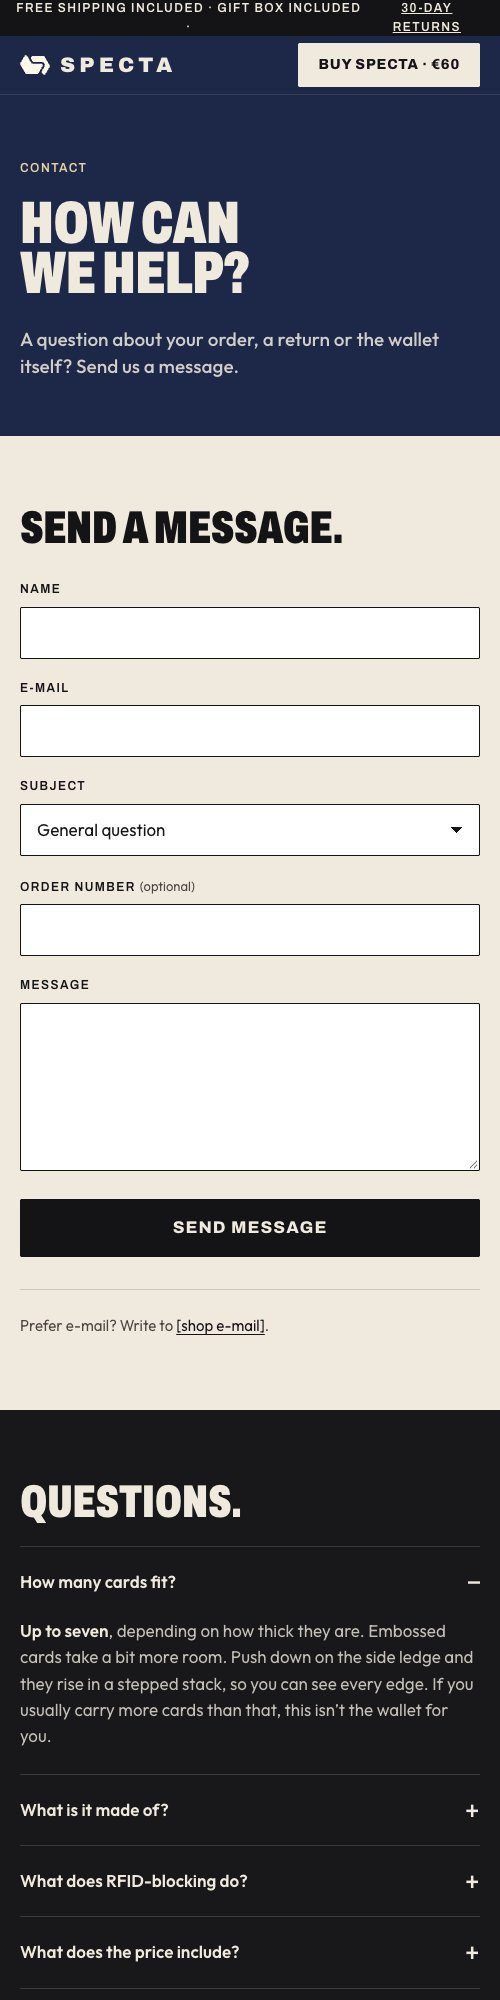 FREE SHIPPING INCLUDED · GIFT BOX INCLUDED ·
30-DAY RETURNS
SPECTA
BUY SPECTA · €60
CONTACT
HOW CAN
WE HELP?
A question about your order, a return or the wallet
itself? Send us a message.
SEND A MESSAGE.
NAME
E-MAIL
SUBJECT
General question
ORDER NUMBER (optional)
MESSAGE
SEND MESSAGE
Prefer e-mail? Write to [shop e-mail].
QUESTIONS.
How many cards fit?
Up to seven, depending on how thick they are. Embossed
cards take a bit more room. Push down on the side ledge and
they rise in a stepped stack, so you can see every edge. If you
usually carry more cards than that, this isn’t the wallet for
you.
What is it made of?
What does RFID-blocking do?
What does the price include?